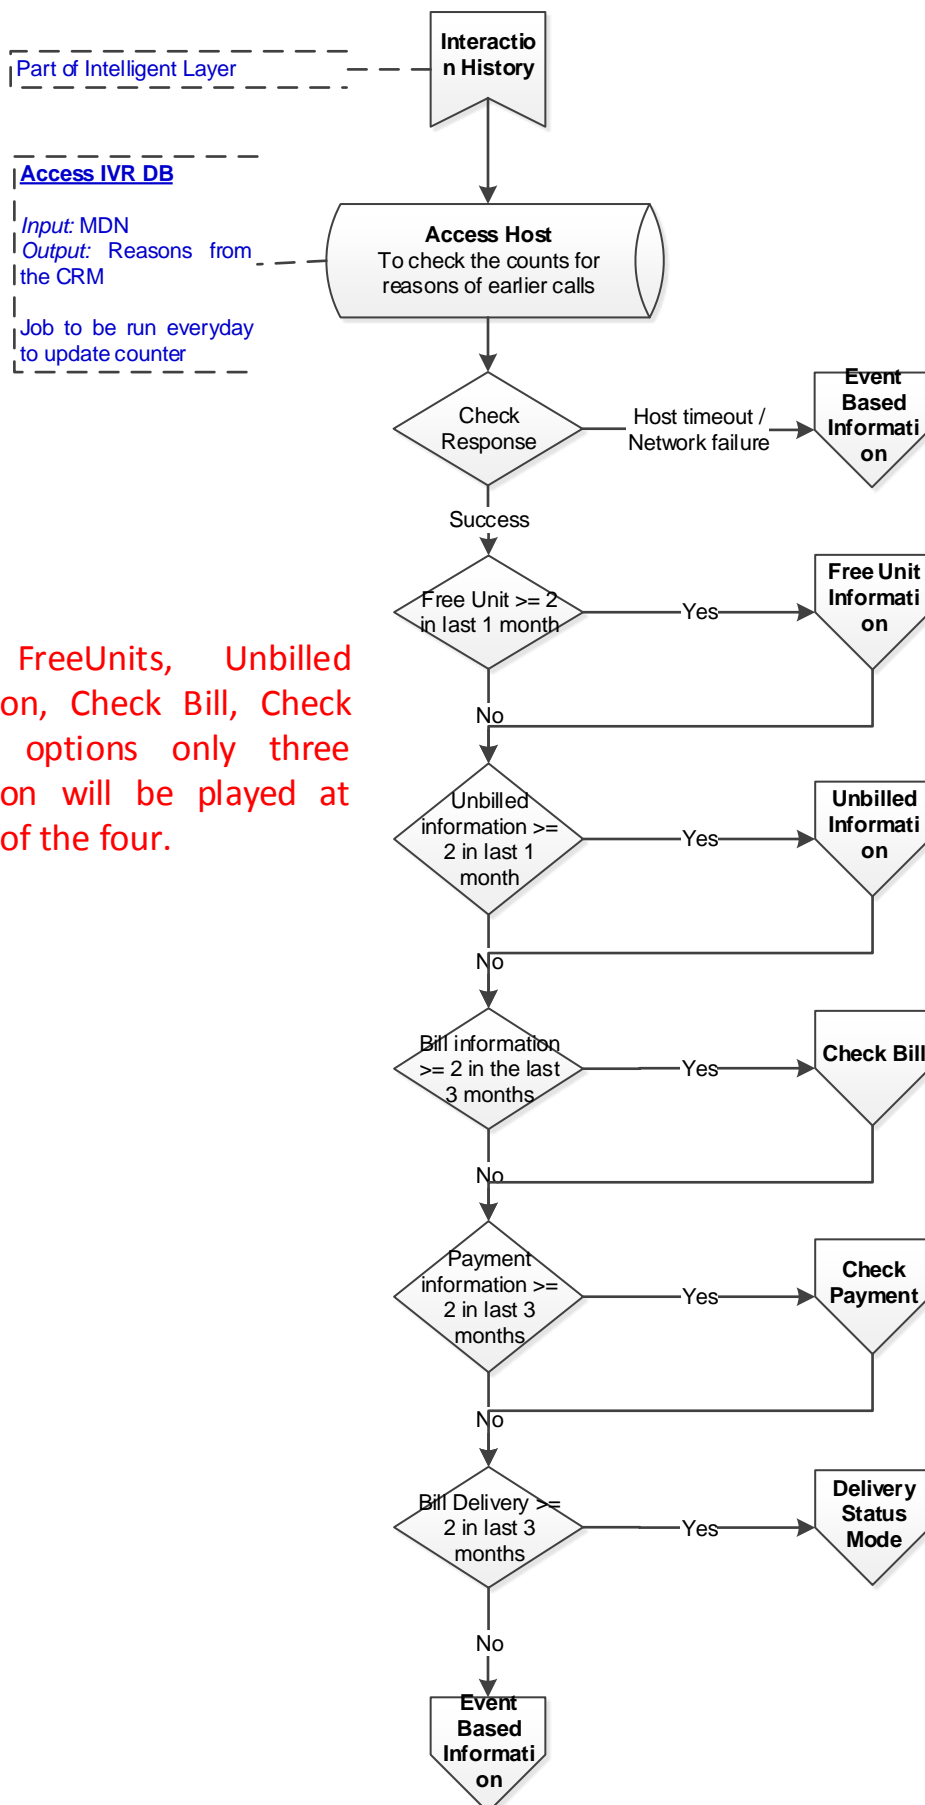 Interactio
n History
Part of Intelligent Layer
Access IVR DB
Input: MDN
Output: Reasons from
the CRM
Job to be run everyday
to update counter
Access Host
To check the counts for
reasons of earlier calls
Check
Response
Host timeout /
Network failure
Event
Based
Informati
on
Success
Free Unit >= 2
in last 1 month
Yes
Free Unit
Informati
on
FreeUnits, Unbilled
on, Check Bill, Check
options only three
on will be played at
of the four.
No
Unbilled
information >=
2 in last 1
month
Yes
Unbilled
Informati
on
No
Bill information
>= 2 in the last
3 months
Yes
Check Bill
No
Payment
information >=
2 in last 3
months
Yes
Check
Payment
No
Bill Delivery >=
2 in last 3
months
Yes
Delivery
Status
Mode
No
Event
Based
Informati
on